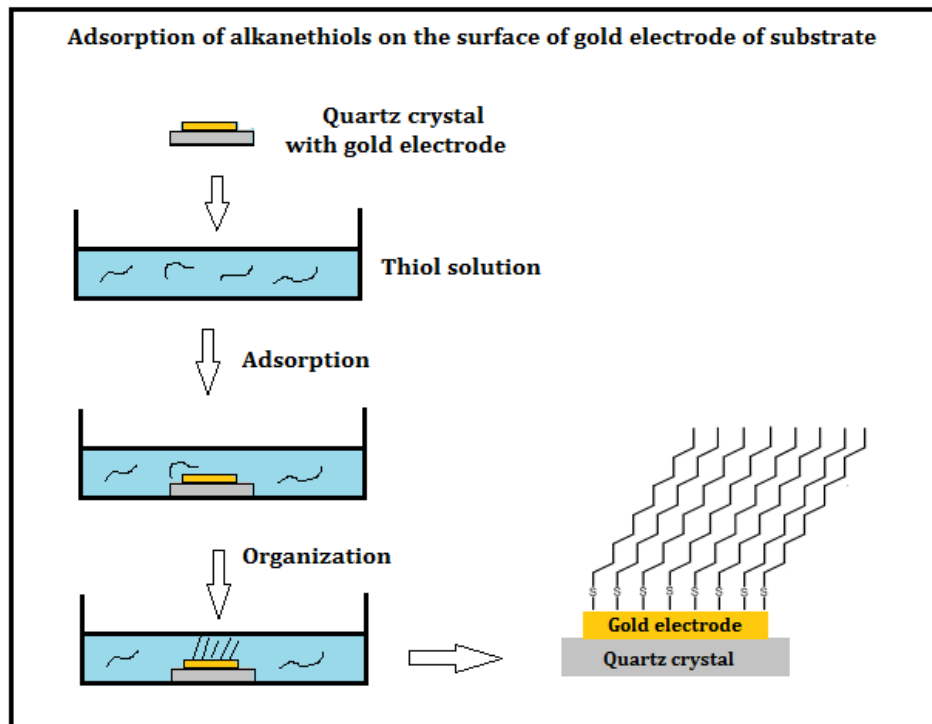 Adsorption of alkanethiols on the surface of gold electrode of substrate
Quartz crystal
with gold electrode
Thiol solution
Adsorption
Organization
S S S S S S S S
Gold electrode
Quartz crystal